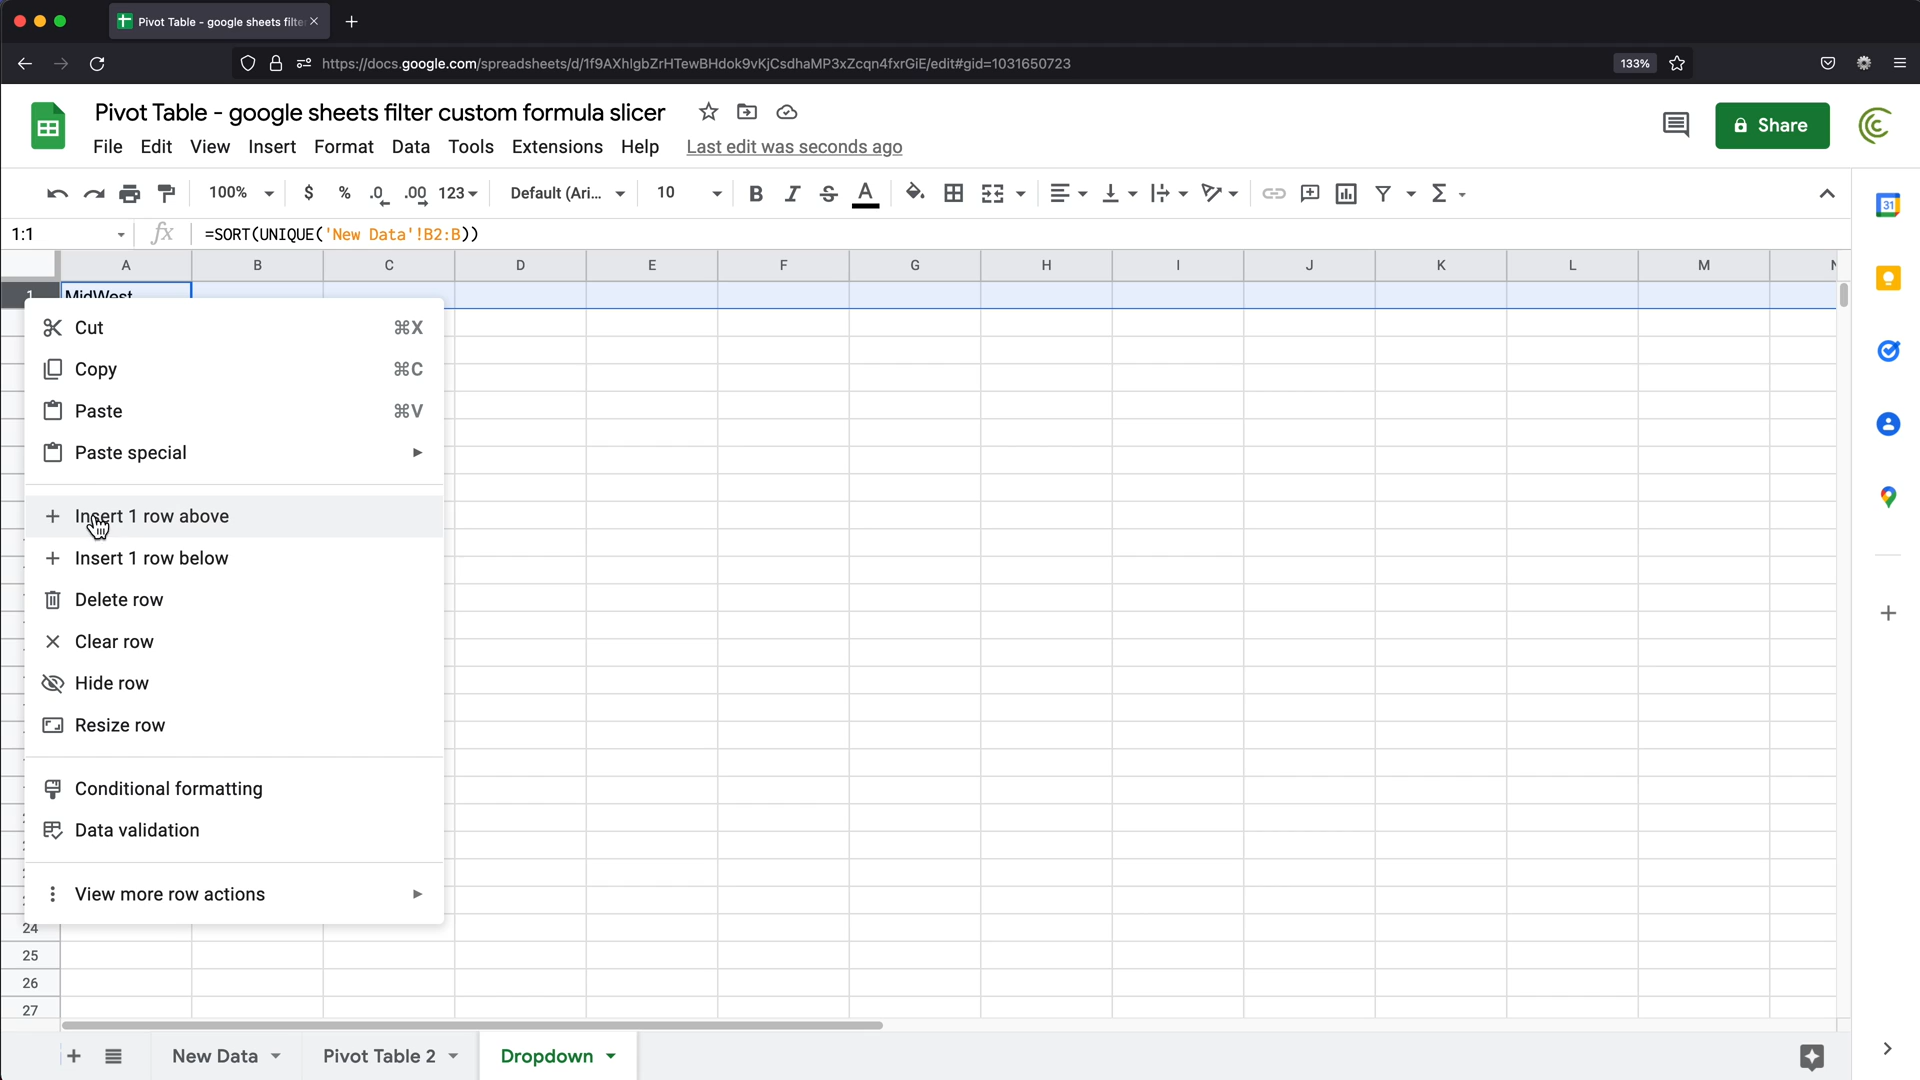 Pivot Table - google sheets filte
https://docs.google.com/spreadsheets/d/1f9AXhIgbZrHTewBHdok9vKjCsdhaMP3xZcqn4fxrGiE/edit#gid=1031650723
133%
Pivot Table - google sheets filter custom formula slicer
Share
File Edit View Insert Format Data Tools Extensions Help Last edit was seconds ago
100% $ % .0 .00 123 Default (Ari... 10 B I S A Σ
31
1:1 fx =SORT(UNIQUE('New Data'!B2:B))
A B C D E F G H I J K L M N
1 MidWest
Cut ⌘X
Copy ⌘C
Paste ⌘V
Paste special
Insert 1 row above
Insert 1 row below
Delete row
Clear row
Hide row
Resize row
Conditional formatting
Data validation
View more row actions
24
25
26
27
New Data Pivot Table 2 Dropdown